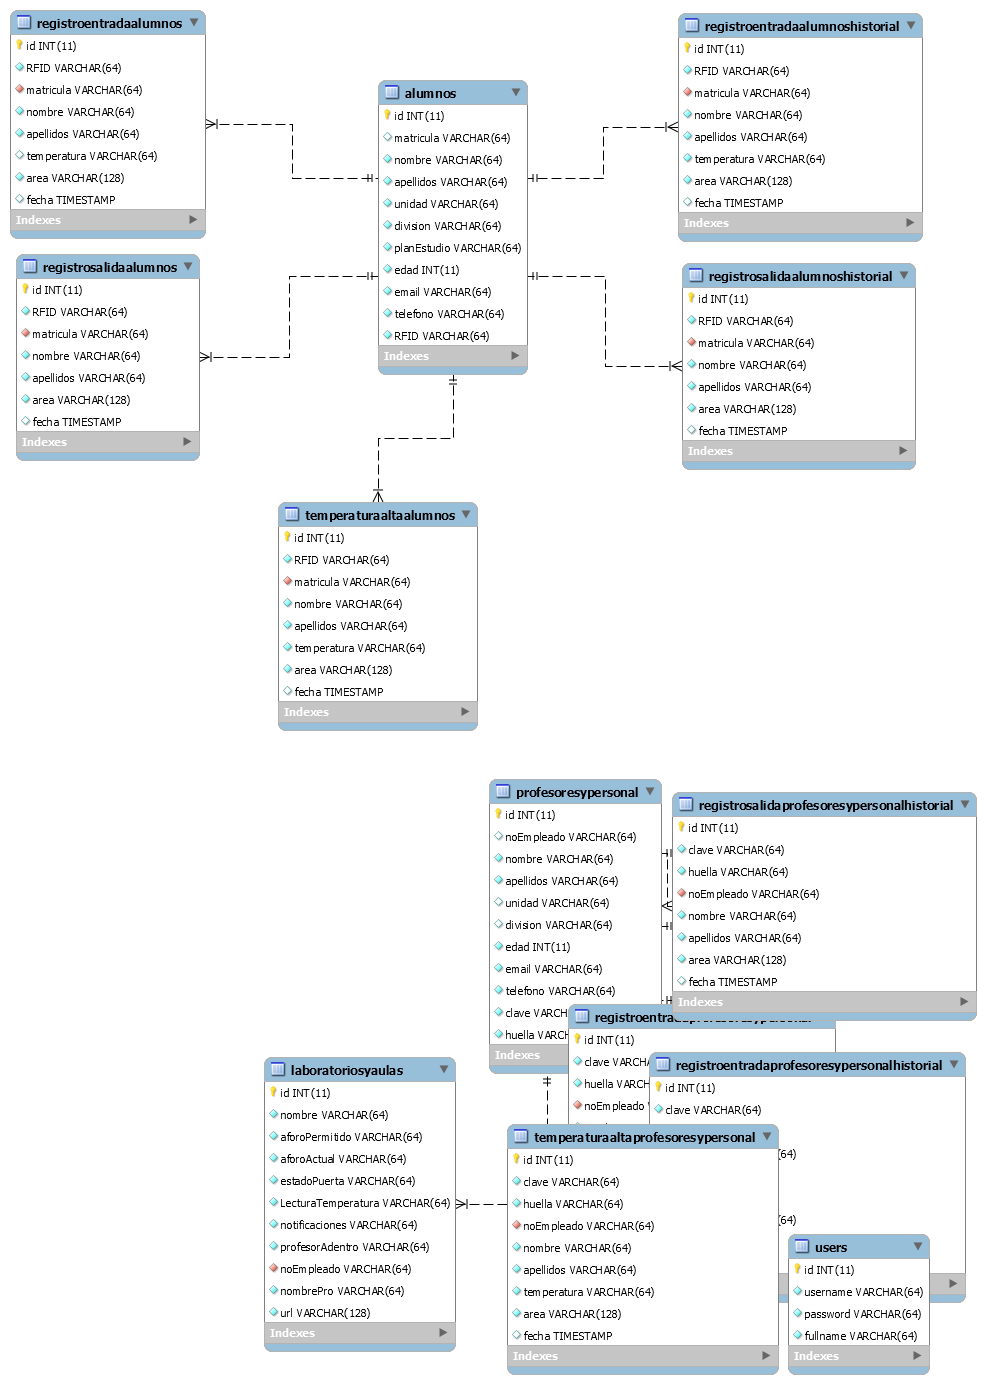 registroentradaalumnos
id INT(11)
RFID VARCHAR(64)
matricula VARCHAR(64)
nombre VARCHAR(64)
apellidos VARCHAR(64)
temperatura VARCHAR(64)
area VARCHAR(128)
fecha TIMESTAMP
Indexes
alumnos
id INT(11)
matricula VARCHAR(64)
nombre VARCHAR(64)
apellidos VARCHAR(64)
unidad VARCHAR(64)
division VARCHAR(64)
planEstudio VARCHAR(64)
edad INT(11)
email VARCHAR(64)
telefono VARCHAR(64)
RFID VARCHAR(64)
Indexes
registroentradaalumnoshistorial
id INT(11)
RFID VARCHAR(64)
matricula VARCHAR(64)
nombre VARCHAR(64)
apellidos VARCHAR(64)
temperatura VARCHAR(64)
area VARCHAR(128)
fecha TIMESTAMP
Indexes
registrosalidaalumnos
id INT(11)
RFID VARCHAR(64)
matricula VARCHAR(64)
nombre VARCHAR(64)
apellidos VARCHAR(64)
area VARCHAR(128)
fecha TIMESTAMP
Indexes
registrosalidaalumnoshistorial
id INT(11)
RFID VARCHAR(64)
matricula VARCHAR(64)
nombre VARCHAR(64)
apellidos VARCHAR(64)
area VARCHAR(128)
fecha TIMESTAMP
Indexes
temperaturaaltaalumnos
id INT(11)
RFID VARCHAR(64)
matricula VARCHAR(64)
nombre VARCHAR(64)
apellidos VARCHAR(64)
temperatura VARCHAR(64)
area VARCHAR(128)
fecha TIMESTAMP
Indexes
profesoresypersonal
id INT(11)
noEmpleado VARCHAR(64)
nombre VARCHAR(64)
apellidos VARCHAR(64)
unidad VARCHAR(64)
division VARCHAR(64)
edad INT(11)
email VARCHAR(64)
telefono VARCHAR(64)
clave VARC
huella VARC
Indexes
registrosalidaprofesoresypersonalhistorial
id INT(11)
clave VARCHAR(64)
huella VARCHAR(64)
noEmpleado VARCHAR(64)
nombre VARCHAR(64)
apellidos VARCHAR(64)
area VARCHAR(128)
fecha TIMESTAMP
Indexes
registroentradaprofesoresypersonal
id INT(11)
clave VARCHA
huella VARCH
noEmpleado
registroentradaprofesoresypersonalhistorial
id INT(11)
clave VARCHAR(64)
64)
64)
laboratoriosyaulas
id INT(11)
nombre VARCHAR(64)
aforoPermitido VARCHAR(64)
aforoActual VARCHAR(64)
estadoPuerta VARCHAR(64)
LecturaTemperatura VARCHAR(64)
notificaciones VARCHAR(64)
profesorAdentro VARCHAR(64)
noEmpleado VARCHAR(64)
nombrePro VARCHAR(64)
url VARCHAR(128)
Indexes
temperaturaaltaprofesoresypersonal
id INT(11)
clave VARCHAR(64)
huella VARCHAR(64)
noEmpleado VARCHAR(64)
nombre VARCHAR(64)
apellidos VARCHAR(64)
temperatura VARCHAR(64)
area VARCHAR(128)
fecha TIMESTAMP
Indexes
users
id INT(11)
username VARCHAR(64)
password VARCHAR(64)
fullname VARCHAR(64)
Indexes